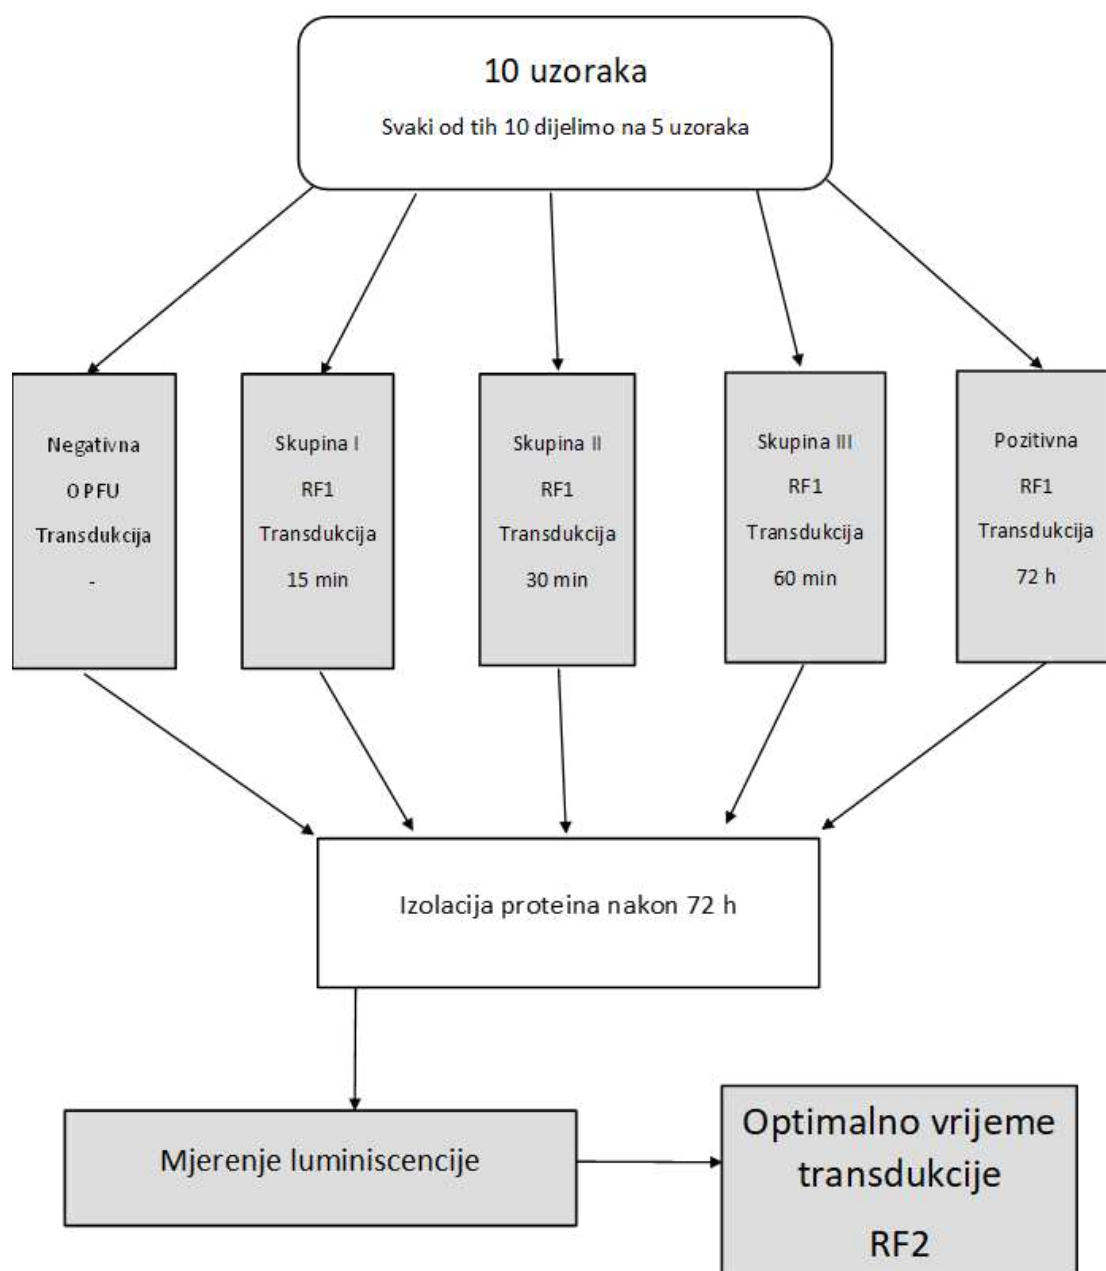 10 uzoraka
Svaki od tih 10 dijelimo na 5 uzoraka
Negativna
0 PFU
Transdukcija
-
Skupina I
RF1
Transdukcija
15 min
Skupina II
RF1
Transdukcija
30 min
Skupina III
RF1
Transdukcija
60 min
Pozitivna
RF1
Transdukcija
72 h
Izolacija proteina nakon 72 h
Mjerenje luminiscencije
Optimalno vrijeme
transdukcije
RF2